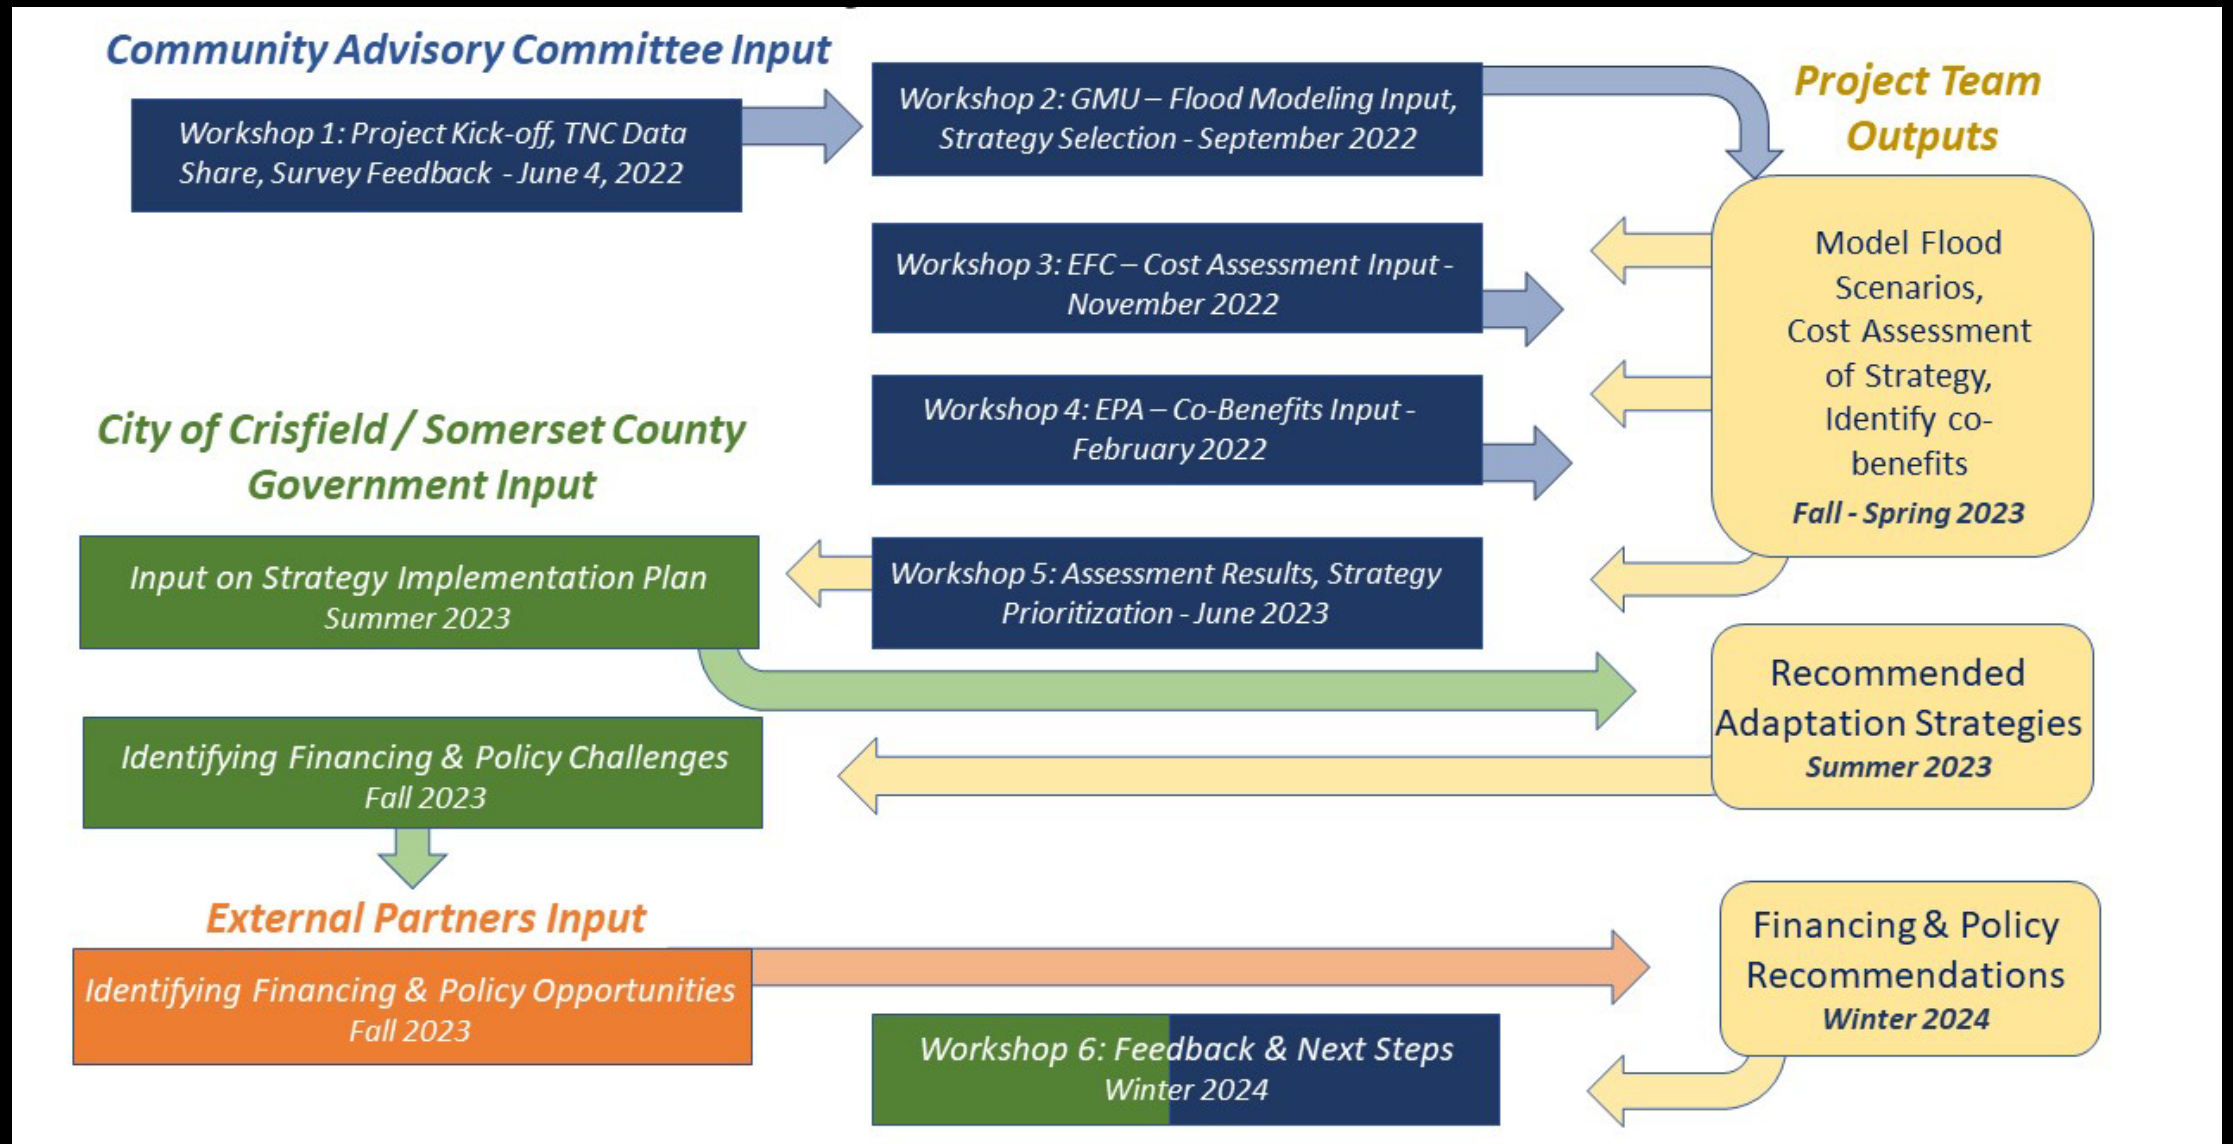 Community Advisory Committee Input
Workshop 1: Project Kick-off, TNC Data
Share, Survey Feedback - June 4, 2022
Workshop 2: GMU – Flood Modeling Input,
Strategy Selection - September 2022
Project Team
Outputs
Workshop 3: EFC – Cost Assessment Input -
November 2022
Workshop 4: EPA – Co-Benefits Input -
February 2022
Model Flood
Scenarios,
Cost Assessment
of Strategy,
Identify co-
benefits
Fall - Spring 2023
City of Crisfield / Somerset County
Government Input
Input on Strategy Implementation Plan
Summer 2023
Workshop 5: Assessment Results, Strategy
Prioritization - June 2023
Recommended
Adaptation Strategies
Summer 2023
Identifying Financing & Policy Challenges
Fall 2023
External Partners Input
Identifying Financing & Policy Opportunities
Fall 2023
Financing & Policy
Recommendations
Winter 2024
Workshop 6: Feedback & Next Steps
Winter 2024